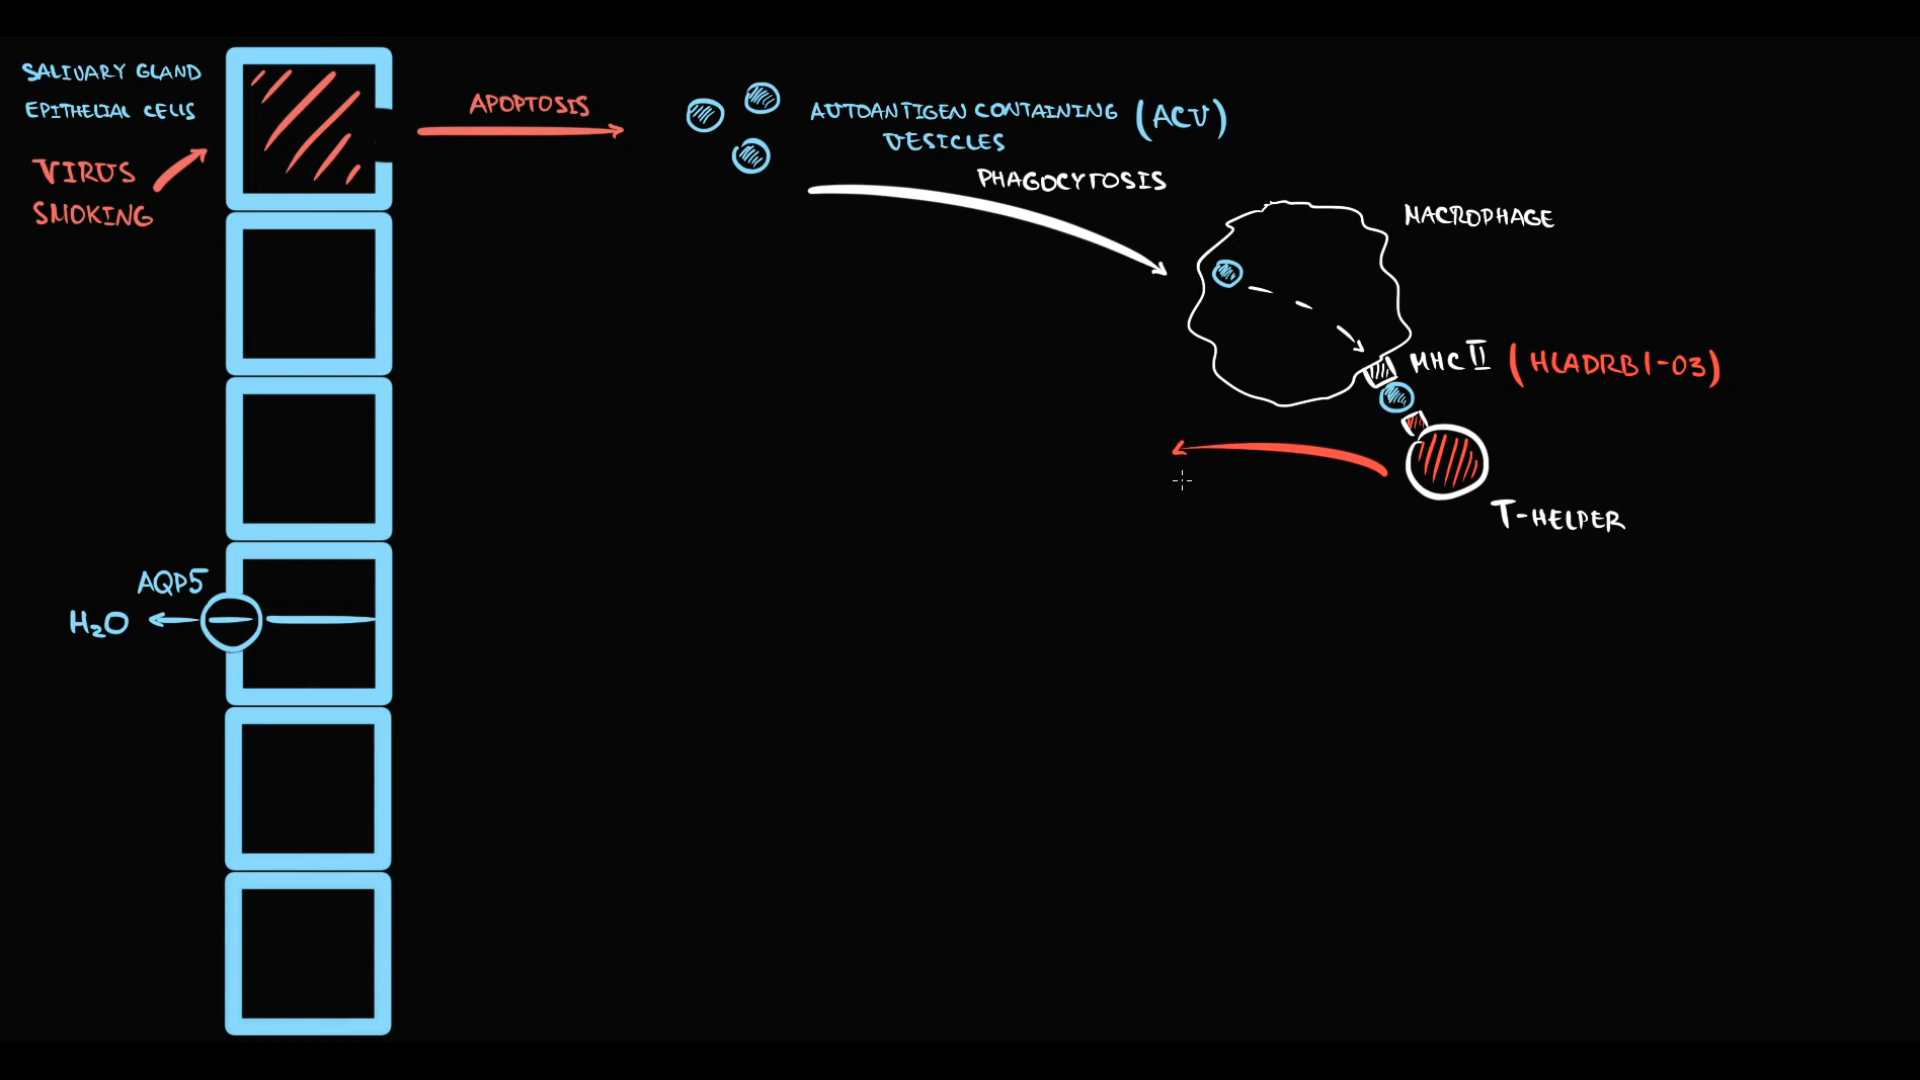 SALIVARY GLAND
EPITHELIAL CELLS
VIRUS
SMOKING
APOPTOSIS
AUTOANTIGEN CONTAINING (ACV)
VESICLES
PHAGOCYTOSIS
MACROPHAGE
MHC II (HLADRB1-03)
T-HELPER
AQP5
H₂O